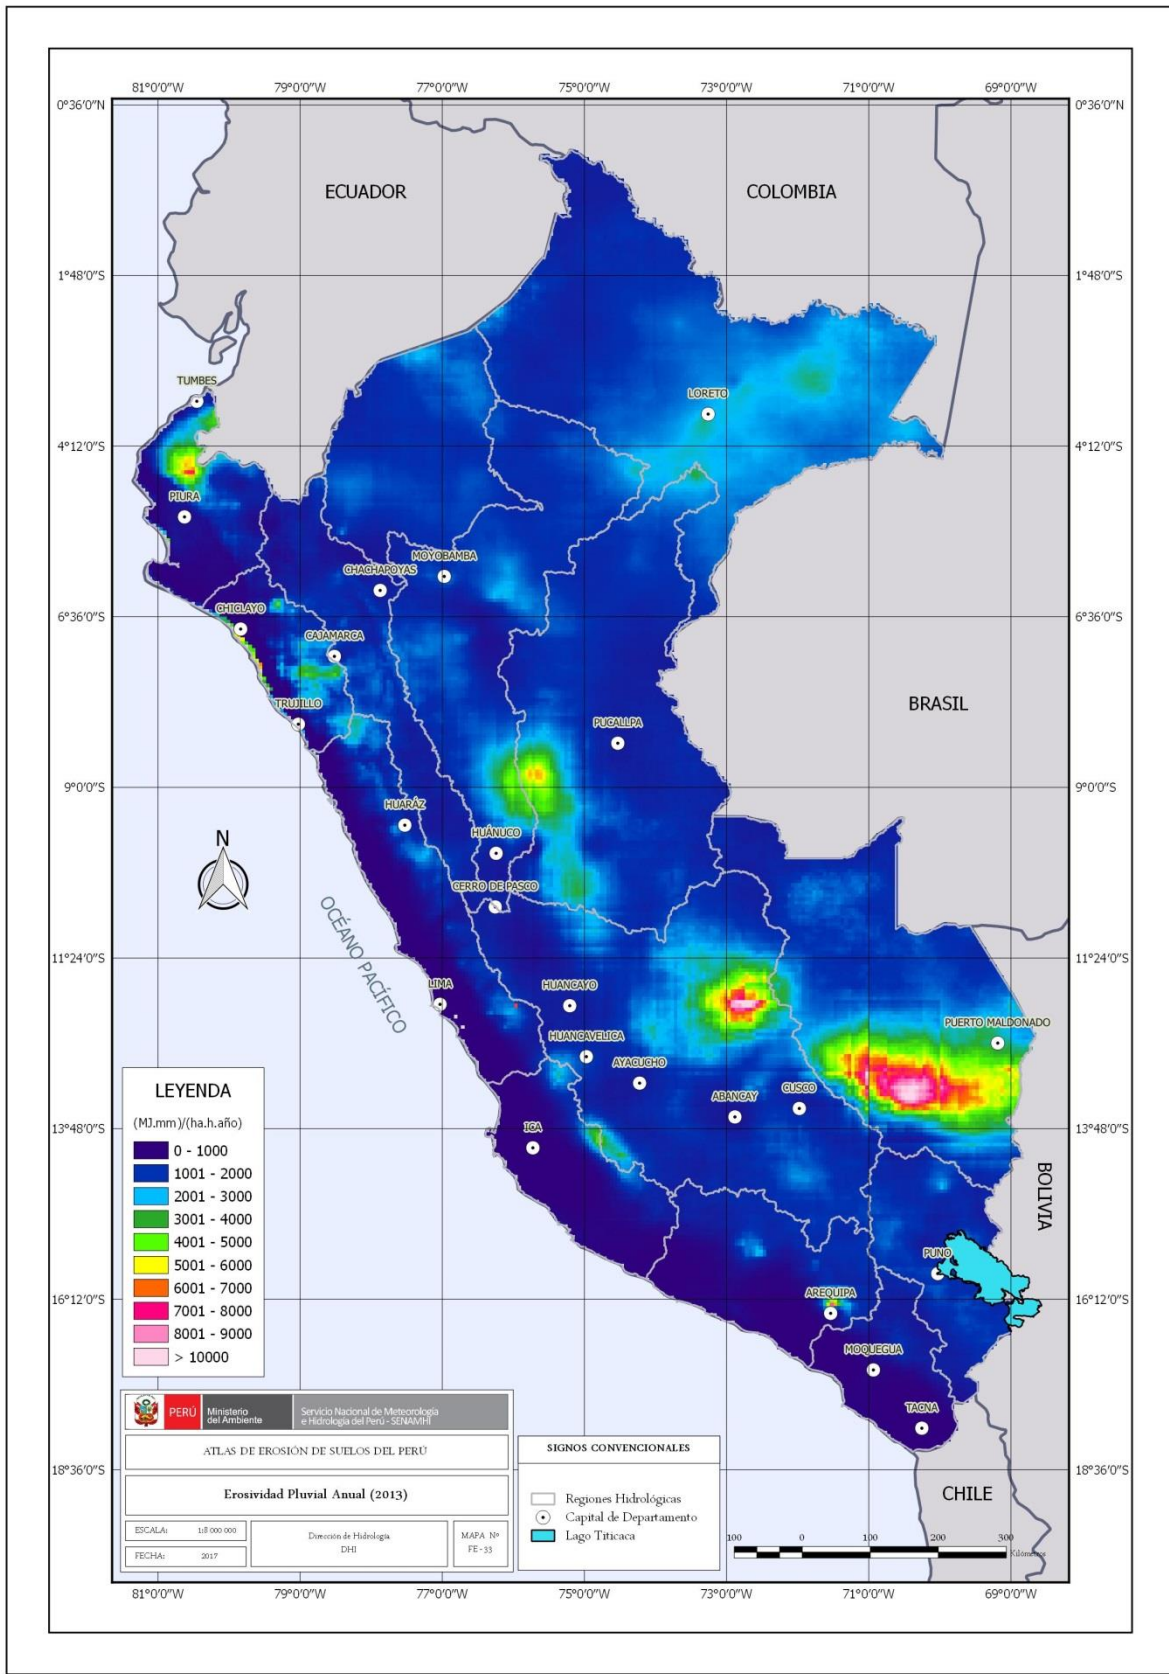 81°0'0"W 79°0'0"W 77°0'0"W 75°0'0"W 73°0'0"W 71°0'0"W 69°0'0"W
0°36'0"N 0°36'0"N
ECUADOR
COLOMBIA
1°48'0"S 1°48'0"S
TUMBES
LORETO
4°12'0"S 4°12'0"S
PIURA
MOYOBAMBA
CHACHAPOYAS
6°36'0"S 6°36'0"S
CHICLAYO
CAJAMARCA
BRASIL
TRUJILLO
PUCALLPA
9°0'0"S 9°0'0"S
HUARÁZ
HUÁNUCO
N
CERRO DE PASCO
OCÉANO PACÍFICO
11°24'0"S 11°24'0"S
LIMA
HUANCAYO
PUERTO MALDONADO
HUANCAVELICA
AYACUCHO
ABANCAY
CUSCO
13°48'0"S 13°48'0"S
ICA
BOLIVIA
PUNO
AREQUIPA
16°12'0"S 16°12'0"S
MOQUEGUA
TACNA
LEYENDA
(MJ.mm)/(ha.h.año)
0 - 1000
1001 - 2000
2001 - 3000
3001 - 4000
4001 - 5000
5001 - 6000
6001 - 7000
7001 - 8000
8001 - 9000
> 10000
PERÚ
Ministerio
del Ambiente
Servicio Nacional de Meteorología
e Hidrología del Perú - SENAMHI
ATLAS DE EROSIÓN DE SUELOS DEL PERÚ
Erosividad Pluvial Anual (2013)
ESCALA: 1:8 000 000
FECHA: 2017
Dirección de Hidrología
DHI
MAPA Nº
FE-33
SIGNOS CONVENCIONALES
Regiones Hidrológicas
Capital de Departamento
Lago Titicaca
18°36'0"S 18°36'0"S
CHILE
100 0 100 200 300
Kilómetros
81°0'0"W 79°0'0"W 77°0'0"W 75°0'0"W 73°0'0"W 71°0'0"W 69°0'0"W